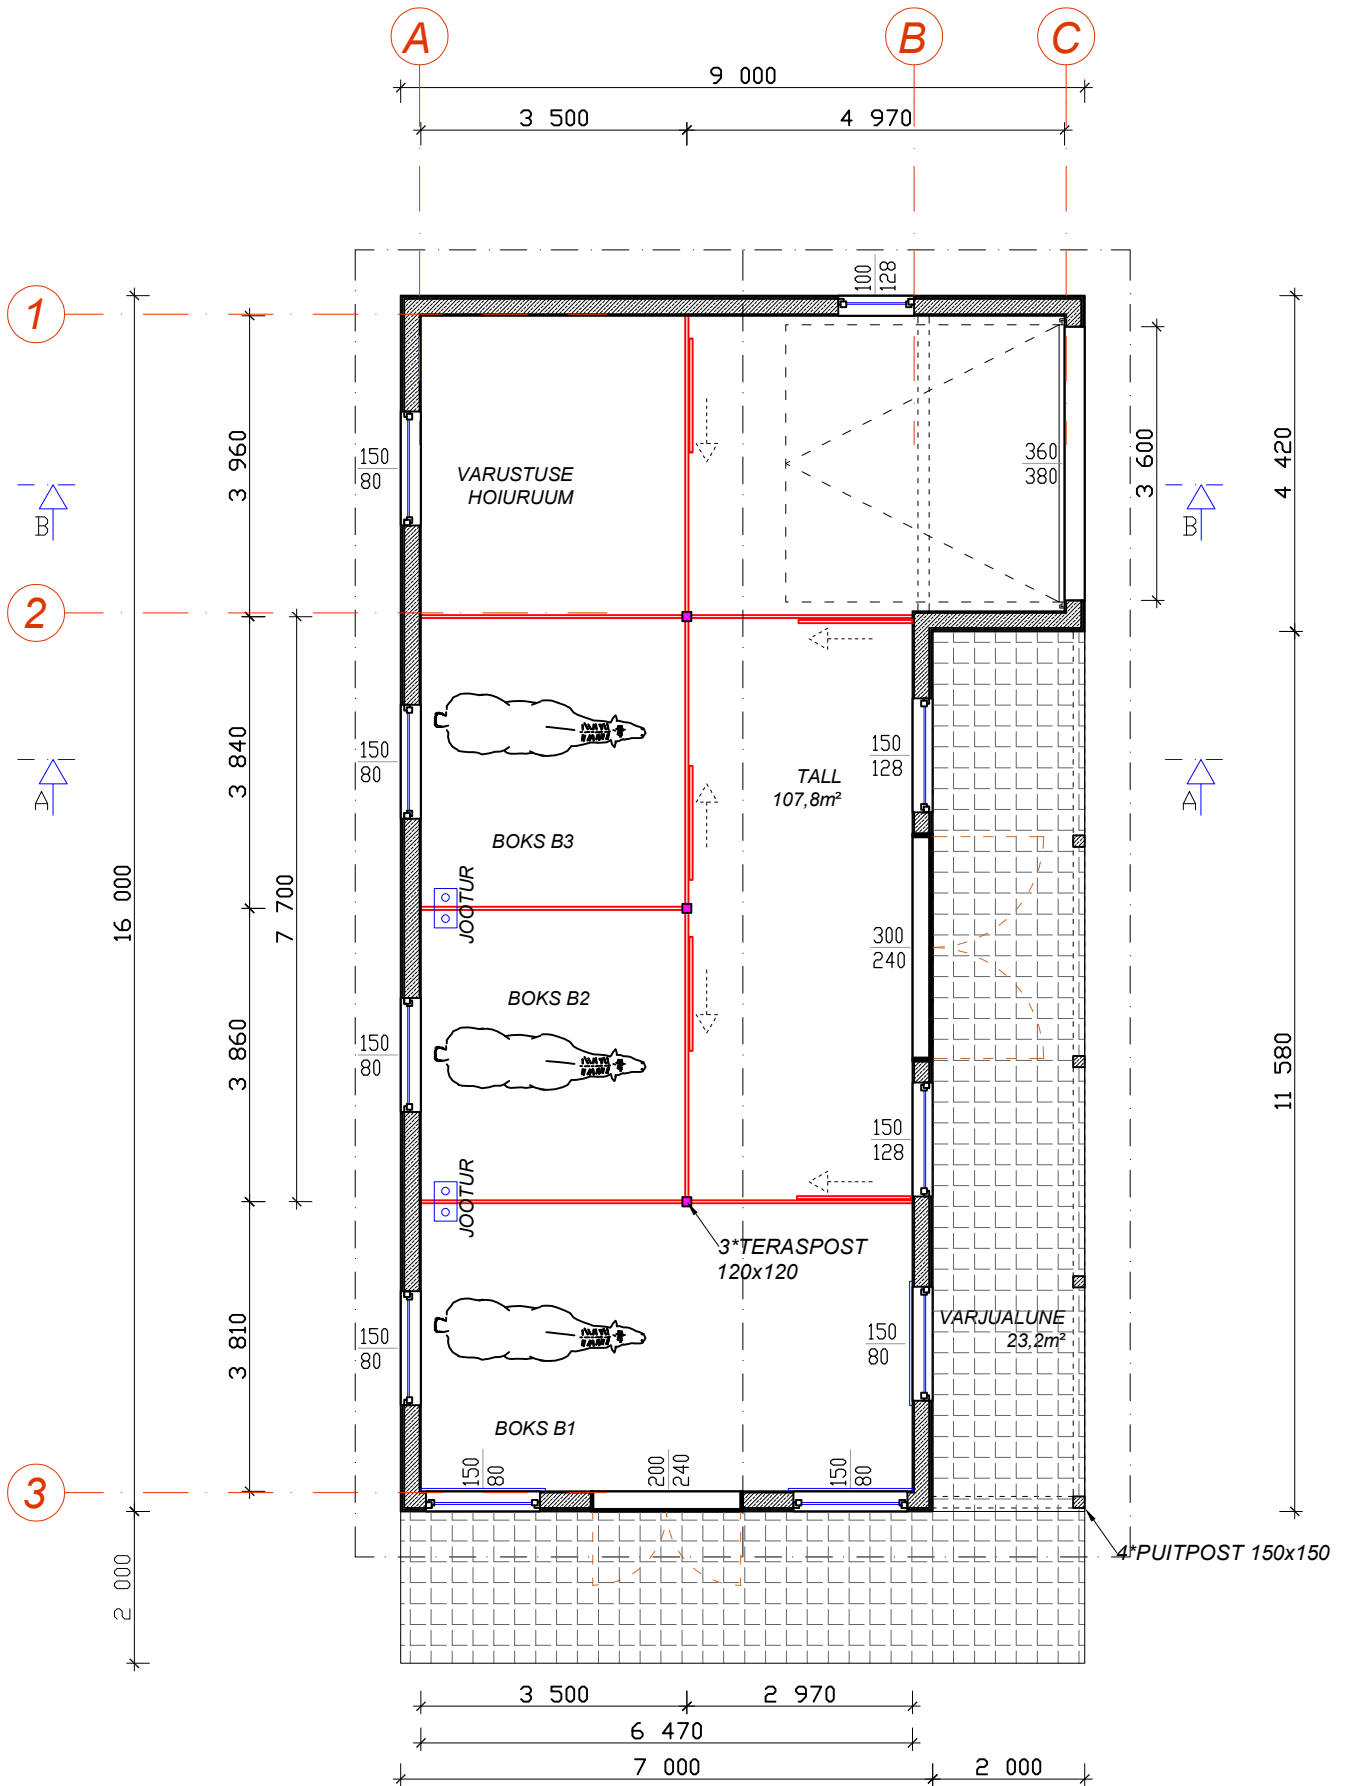 A
B
C
9 000
3 500
4 970
100
128
1
3 960
150
80
VARUSTUSE
HOIURUUM
360
380
3 600
4 420
B
B
2
3 840
150
80
150
128
TALL
107,8m²
A
A
BOKS B3
JOOTUR
16 000
7 700
300
240
BOKS B2
3 860
150
80
11 580
150
128
JOOTUR
3*TERASPOST
120x120
VARJUALUNE
23,2m²
3 810
150
80
150
80
BOKS B1
150
80
200
240
150
80
3
4*PUITPOST 150x150
2 000
3 500
2 970
6 470
7 000
2 000